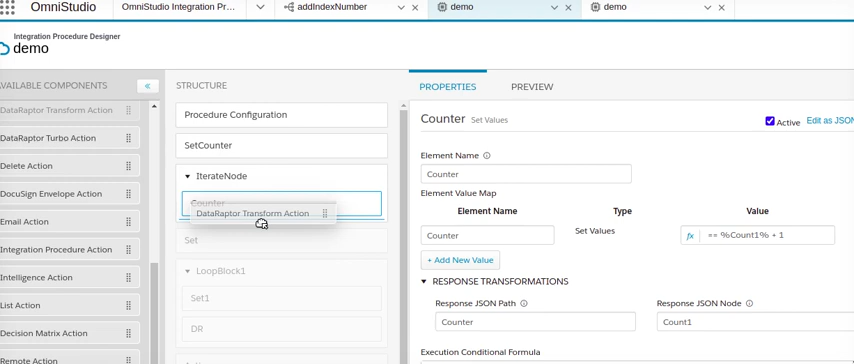 OmniStudio
OmniStudio Integration Pr...
addIndexNumber
demo
demo
Integration Procedure Designer
demo
VAILABLE COMPONENTS
DataRaptor Transform Action
DataRaptor Turbo Action
Delete Action
DocuSign Envelope Action
Email Action
Integration Procedure Action
Intelligence Action
List Action
Decision Matrix Action
Remote Action
STRUCTURE
Procedure Configuration
SetCounter
IterateNode
Counter
DataRaptor Transform Action
Set
LoopBlock1
Set1
DR
PROPERTIES
PREVIEW
Counter Set Values
Active
Edit as JSON
Element Name
Counter
Element Value Map
Element Name Type Value
Counter Set Values fx == %Count1% + 1
+ Add New Value
RESPONSE TRANSFORMATIONS
Response JSON Path Response JSON Node
Counter Count1
Execution Conditional Formula